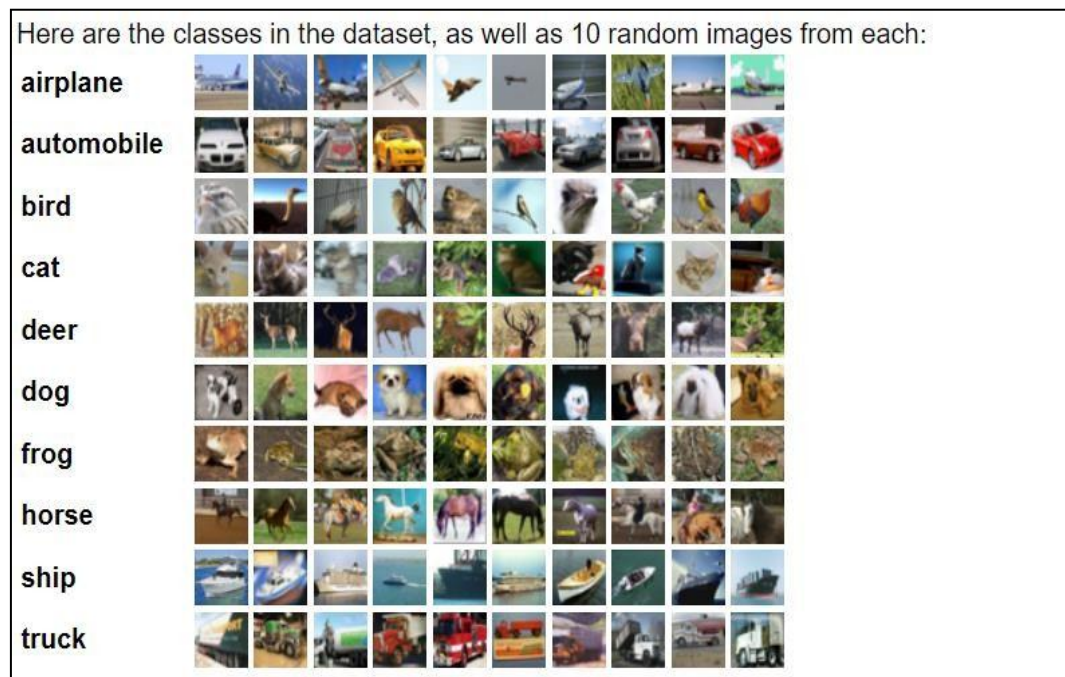 Here are the classes in the dataset, as well as 10 random images from each:
airplane
automobile
bird
cat
deer
dog
frog
horse
ship
truck